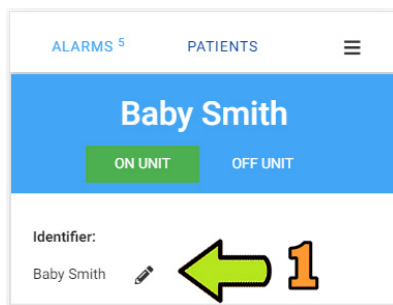 ALARMS 5 PATIENTS
Baby Smith
ON UNIT OFF UNIT
Identifier:
Baby Smith 1